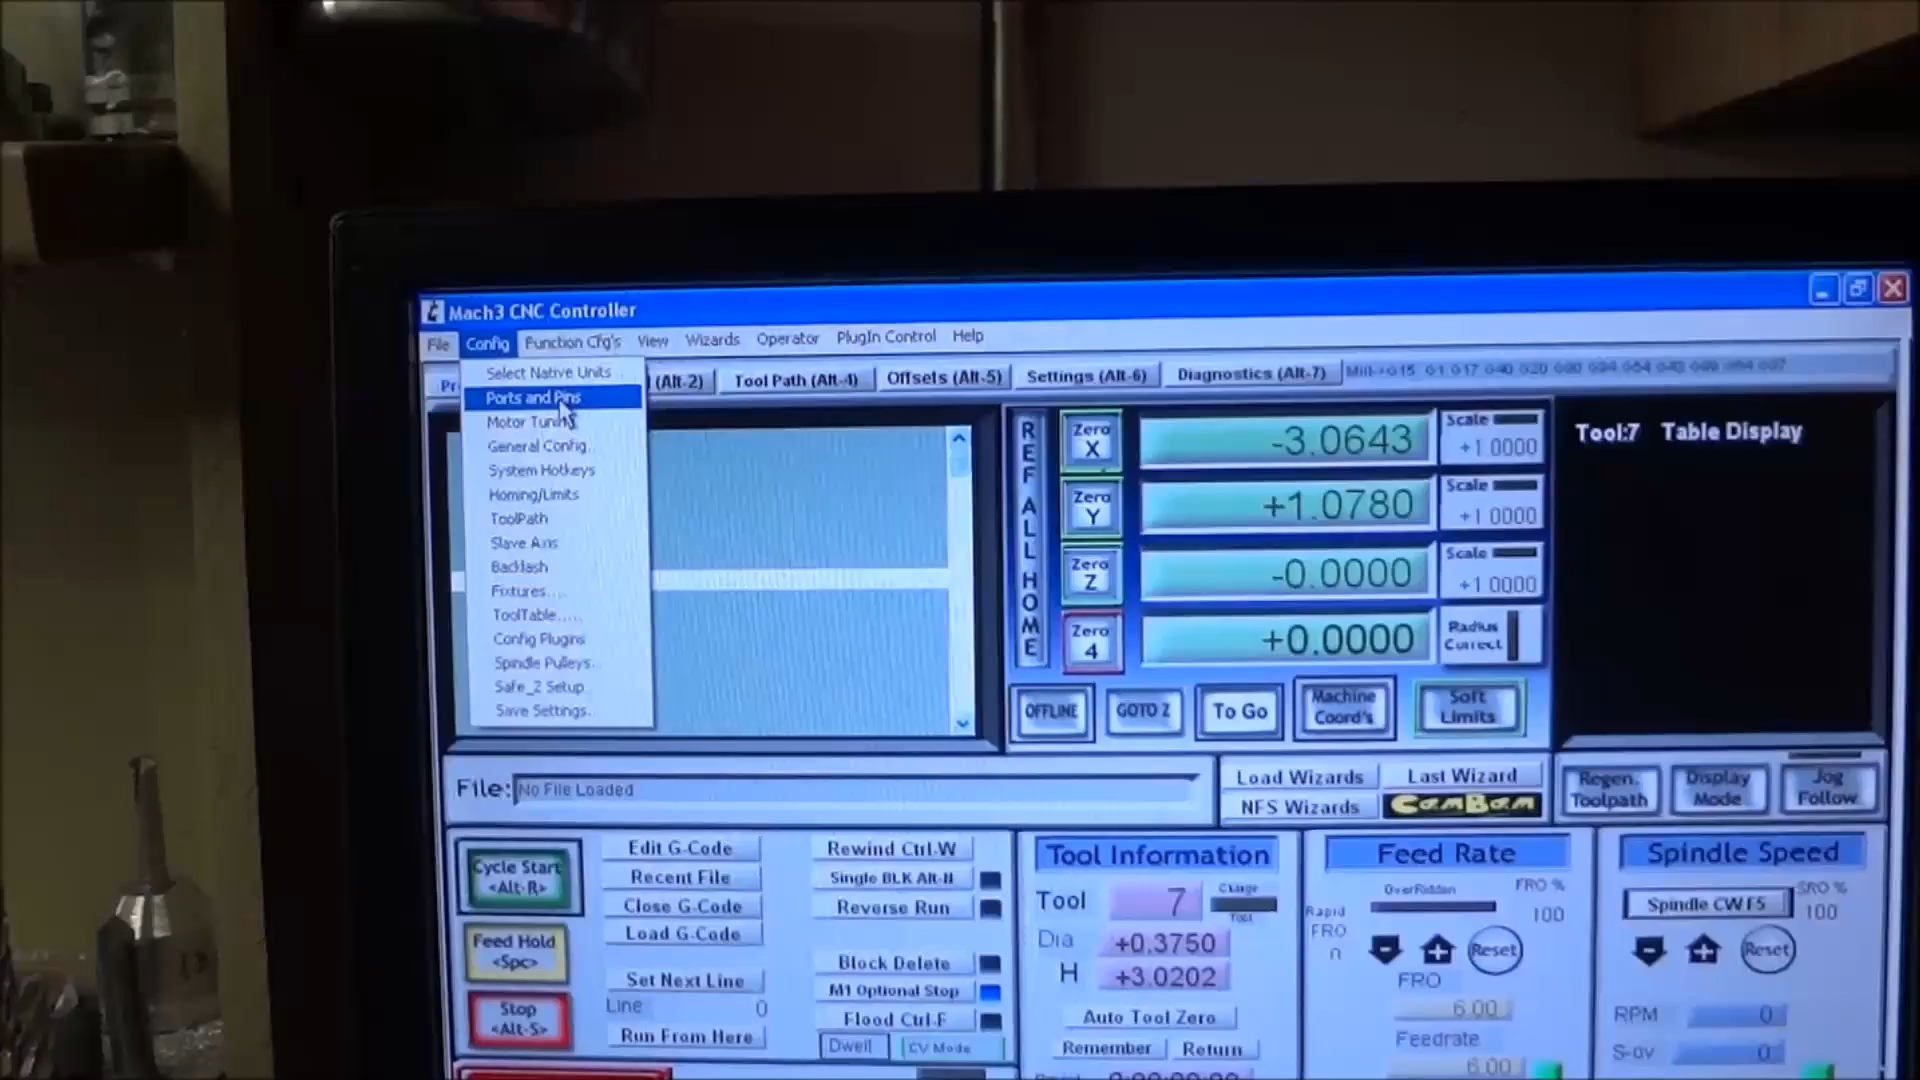 Mach3 CNC Controller
File Config Function Cfg's View Wizards Operator PlugIn Control Help
Select Native Units
Ports and Pins
Motor Tuning
General Config..
System Hotkeys
Homing/Limits
ToolPath
Slave Axis
Backlash
Fixtures...
ToolTable.....
Config Plugins
Spindle Pulleys..
Safe_Z Setup.
Save Settings..
(Alt-2) Tool Path (Alt-4) Offsets (Alt-5) Settings (Alt-6) Diagnostics (Alt-7)
REF ALL HOME
Zero X -3.0643 Scale +1.0000
Zero Y +1.0780 Scale +1.0000
Zero Z -0.0000 Scale +1.0000
Zero 4 +0.0000 Radius Correct
OFFLINE GOTO Z To Go Machine Coord's Soft Limits
Tool:7 Table Display
File: No File Loaded
Load Wizards Last Wizard
NFS Wizards CamBam
Regen. Toolpath Display Mode Jog Follow
Cycle Start <Alt-R>
Feed Hold <Spc>
Stop <Alt-S>
Edit G-Code
Recent File
Close G-Code
Load G-Code
Set Next Line
Line 0
Run From Here
Rewind Ctrl-W
Single BLK Alt-N
Reverse Run
Block Delete
M1 Optional Stop
Flood Ctrl-F
Dwell CV Mode
Tool Information
Tool 7 Change Tool
Dia +0.3750
H +3.0202
Auto Tool Zero
Remember Return
Feed Rate
OverRidden FRO %
100
Rapid FRO
Reset
FRO
6.00
Feedrate
6.00
Spindle Speed
Spindle CW F5 SRO %
100
Reset
RPM 0
S-ov 0